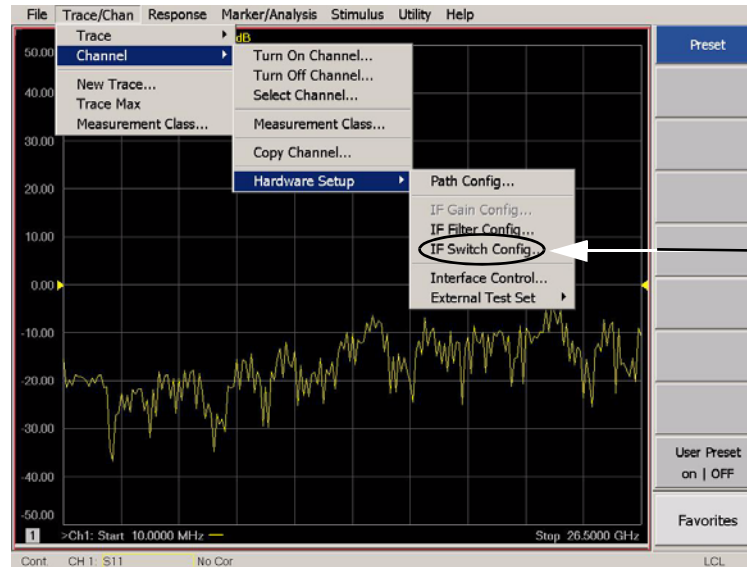 File Trace/Chan Response Marker/Analysis Stimulus Utility Help
Trace
Channel
New Trace...
Trace Max
Measurement Class...
dB
Turn On Channel...
Turn Off Channel...
Select Channel...
Measurement Class...
Copy Channel...
Hardware Setup
Path Config...
IF Gain Config...
IF Filter Config...
IF Switch Config...
Interface Control...
External Test Set
50.00
40.00
30.00
20.00
10.00
0.00
-10.00
-20.00
-30.00
-40.00
-50.00
1 >Ch1: Start 10.0000 MHz Stop 26.5000 GHz
Preset
User Preset
on | OFF
Favorites
Cont. CH 1: S11 No Cor LCL